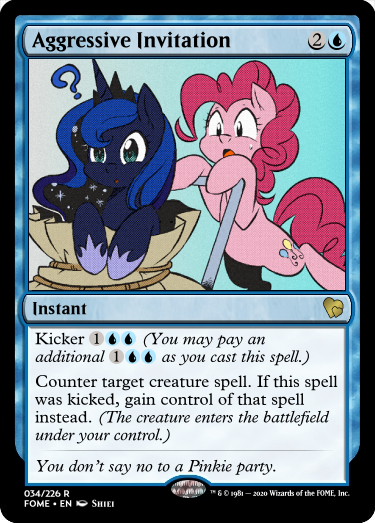 Aggressive Invitation 2
?
Instant
Kicker 1 (You may pay an
additional 1 as you cast this spell.)
Counter target creature spell. If this spell
was kicked, gain control of that spell
instead. (The creature enters the battlefield
under your control.)
You don't say no to a Pinkie party.
034/226 R
FOME • EN Shiei
™ & © 1981 — 2020 Wizards of the FOME, Inc.